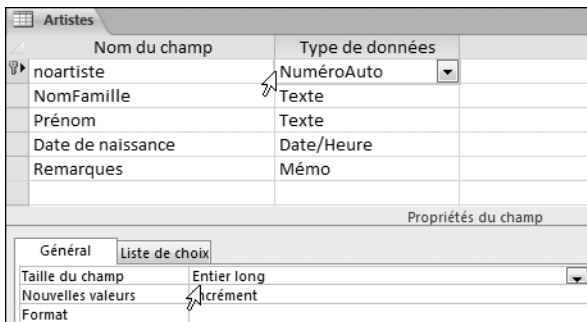 Artistes
Nom du champ Type de données
noartiste NuméroAuto
NomFamille Texte
Prénom Texte
Date de naissance Date/Heure
Remarques Mémo
Propriétés du champ
Général Liste de choix
Taille du champ Entier long
Nouvelles valeurs Incrément
Format